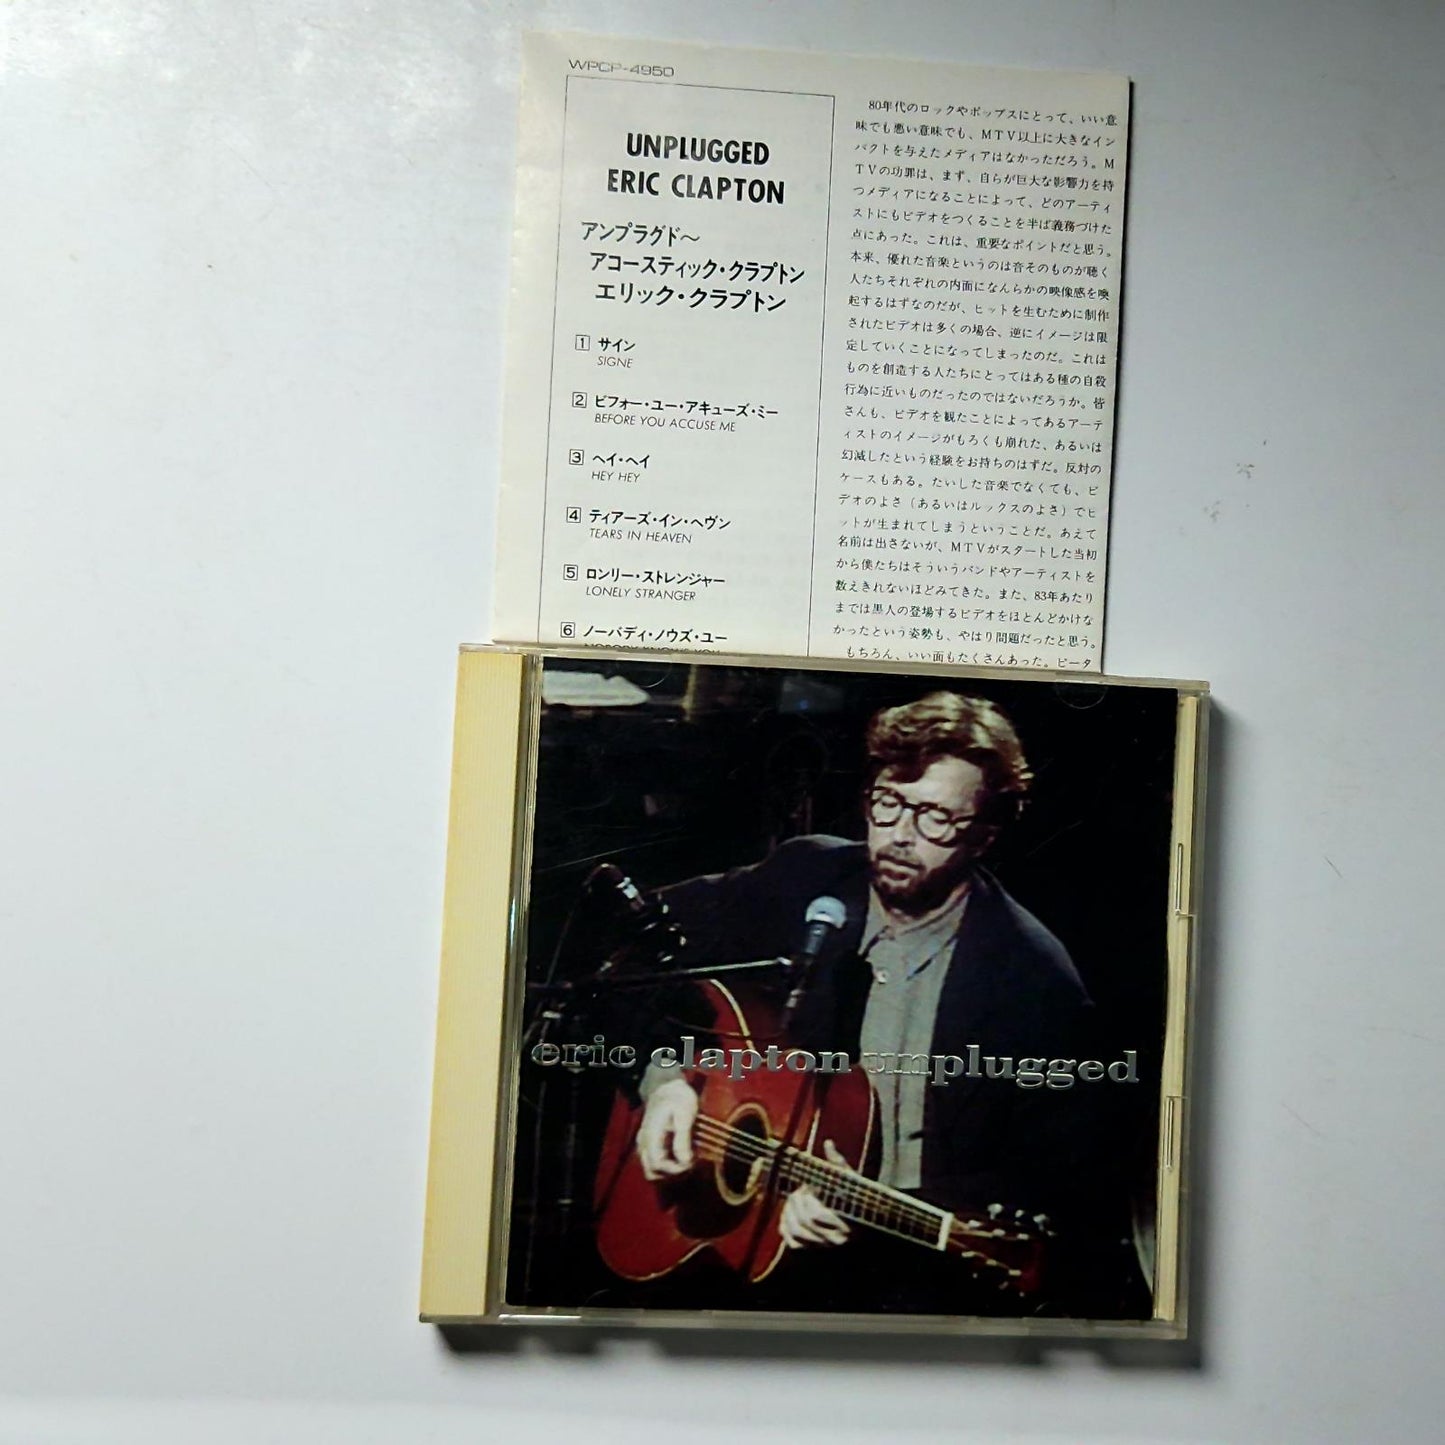 WPCP-4950
UNPLUGGED
ERIC CLAPTON
アンプラグド〜
アコースティック・クラプトン
エリック・クラプトン
1 サイン
SIGNE
2 ビフォー・ユー・アキューズ・ミー
BEFORE YOU ACCUSE ME
3 ヘイ・ヘイ
HEY HEY
4 ティアーズ・イン・ヘヴン
TEARS IN HEAVEN
5 ロンリー・ストレンジャー
LONELY STRANGER
6 ノーバディ・ノウズ・ユー
NOBODY KNOWS YOU
80年代のロックやポップスにとって、いい意
味でも悪い意味でも、MTV以上に大きなイン
パクトを与えたメディアはなかっただろう。M
TVの功罪は、まず、自らが巨大な影響力を持
つメディアになることによって、どのアーティ
ストにもビデオをつくることを半ば義務づけた
点にあった。これは、重要なポイントだと思う。
本来、優れた音楽というのは音そのものが聴く
人たちそれぞれの内面になんらかの映像感を喚
起するはずなのだが、ヒットを生むために制作
されたビデオは多くの場合、逆にイメージは限
定していくことになってしまったのだ。これは
ものを創造する人たちにとってはある種の自殺
行為に近いものだったのではないだろうか。皆
さんも、ビデオを観たことによってあるアーテ
ィストのイメージがもろくも崩れた、あるいは
幻滅したという経験をお持ちのはずだ。反対の
ケースもある。たいした音楽でなくても、ビ
デオのよさ（あるいはルックスのよさ）でヒ
ットが生まれてしまうということだ。あえて
名前は出さないが、MTVがスタートした当初
から僕たちはそういうバンドやアーティストを
数えきれないほどみてきた。また、83年あたり
までは黒人の登場するビデオをほとんどかけな
かったという姿勢も、やはり問題だったと思う。
もちろん、いい面もたくさんあった。ピータ
eric clapton unplugged